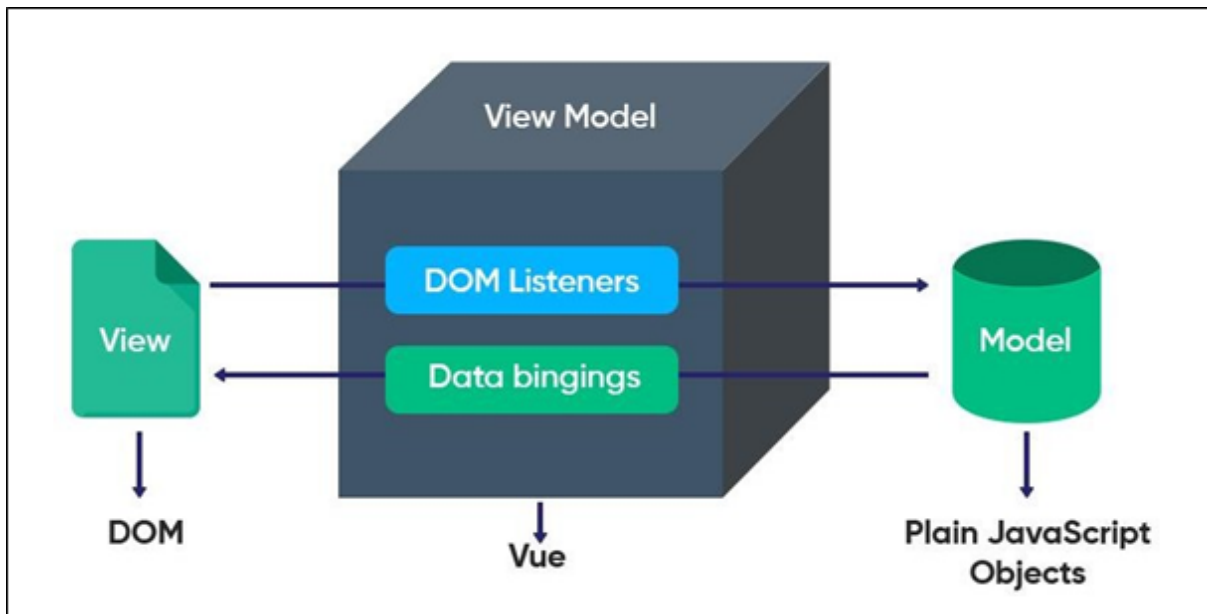 View Model
DOM Listeners
View
Model
Data bingings
DOM
Vue
Plain JavaScript
Objects